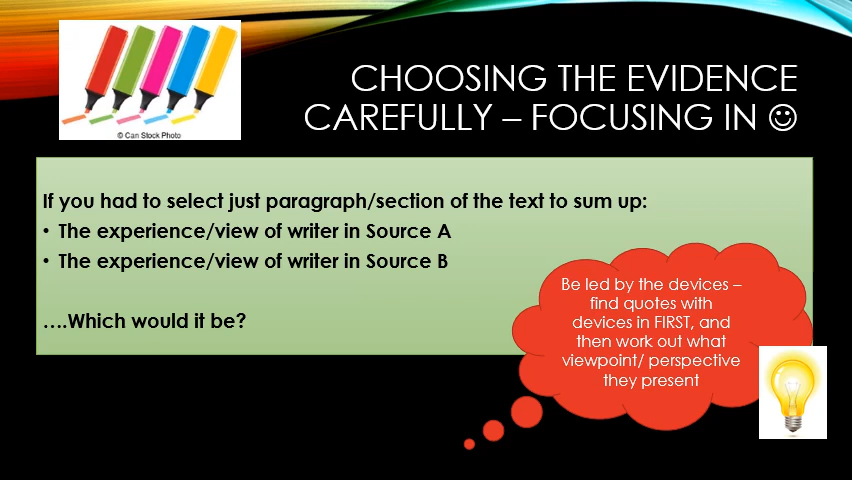 CHOOSING THE EVIDENCE
CAREFULLY – FOCUSING IN ☺
© Can Stock Photo
If you had to select just paragraph/section of the text to sum up:
• The experience/view of writer in Source A
• The experience/view of writer in Source B
….Which would it be?
Be led by the devices –
find quotes with
devices in FIRST, and
then work out what
viewpoint/ perspective
they present